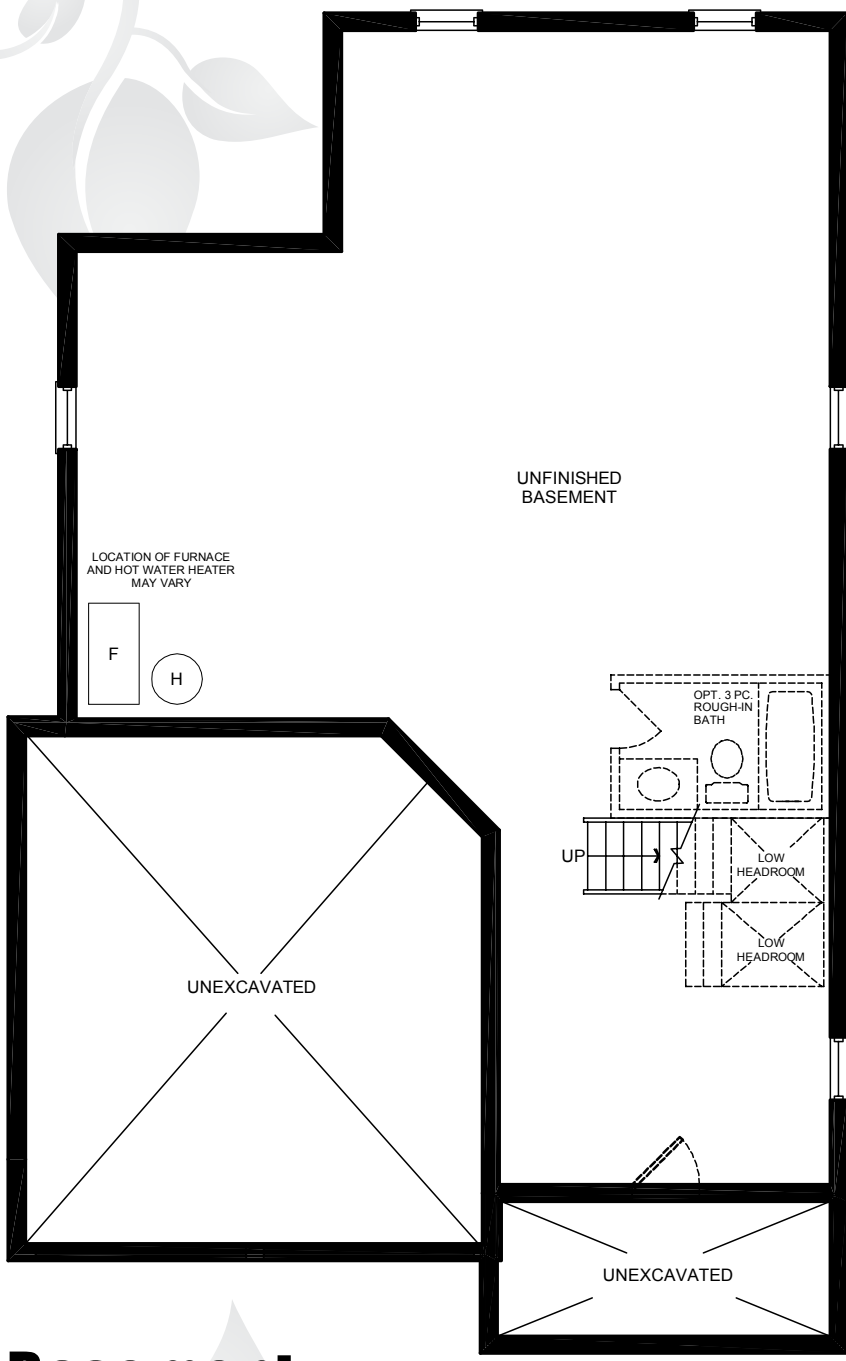 UNFINISHED
BASEMENT
LOCATION OF FURNACE
AND HOT WATER HEATER
MAY VARY
F
H
OPT. 3 PC.
ROUGH-IN
BATH
UP
LOW
HEADROOM
LOW
HEADROOM
UNEXCAVATED
UNEXCAVATED
Basement